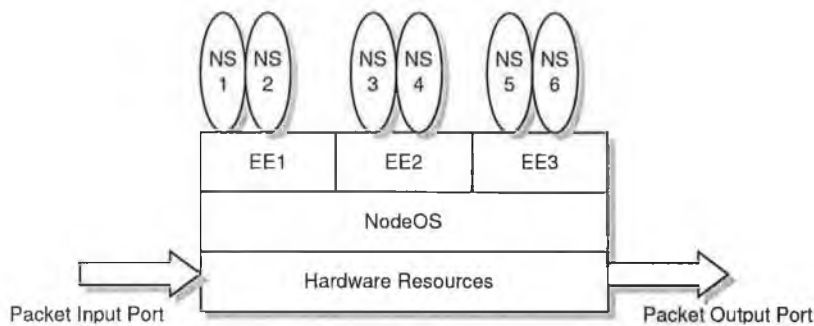 NS 1
NS 2
NS 3
NS 4
NS 5
NS 6
EE1
EE2
EE3
NodeOS
Hardware Resources
Packet Input Port
Packet Output Port